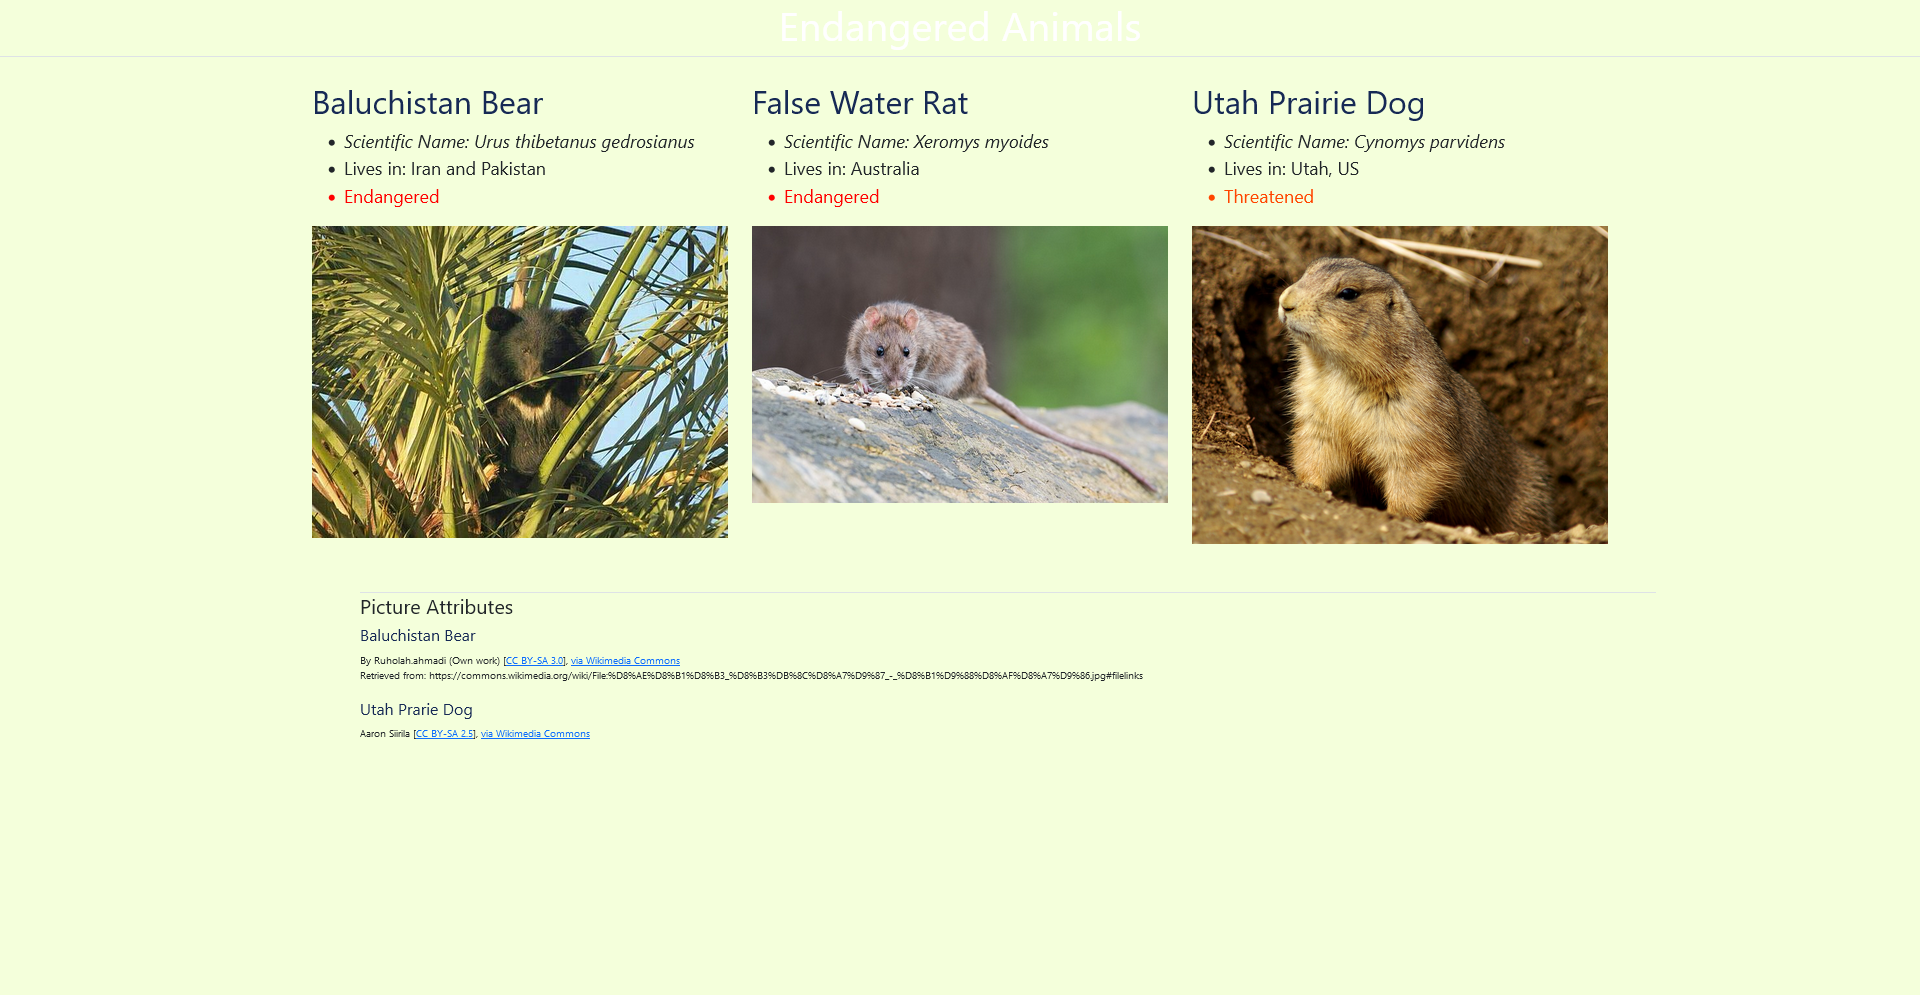 Endangered Animals
Baluchistan Bear
Scientific Name: Urus thibetanus gedrosianus
Lives in: Iran and Pakistan
Endangered
False Water Rat
Scientific Name: Xeromys myoides
Lives in: Australia
Endangered
Utah Prairie Dog
Scientific Name: Cynomys parvidens
Lives in: Utah, US
Threatened
Picture Attributes
Baluchistan Bear
By Ruholah.ahmadi (Own work) [CC BY-SA 3.0], via Wikimedia Commons
Retrieved from: https://commons.wikimedia.org/wiki/File:%D8%AE%D8%B1%D8%B3_%D8%B3%DB%8C%D8%A7%D9%87_-_%D8%B1%D9%88%D8%AF%D8%A7%D9%86.jpg#filelinks
Utah Prarie Dog
Aaron Siirila [CC BY-SA 2.5], via Wikimedia Commons